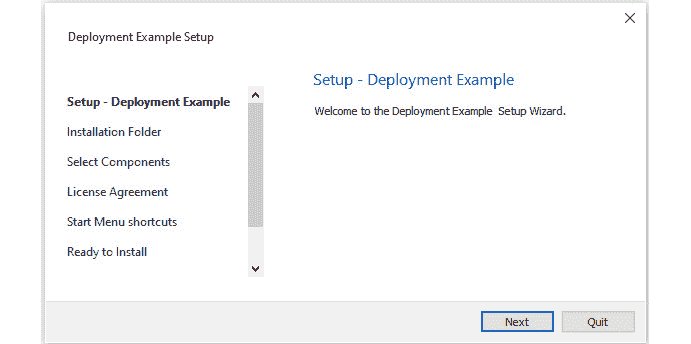 Deployment Example Setup
Setup - Deployment Example
Installation Folder
Select Components
License Agreement
Start Menu shortcuts
Ready to Install
Setup - Deployment Example
Welcome to the Deployment Example  Setup Wizard.
Next
Quit